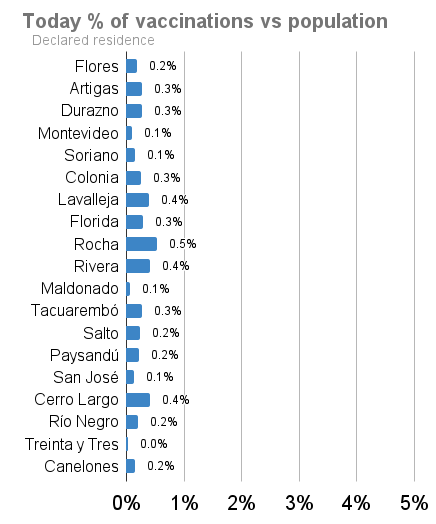 Today % of vaccinations vs population
Declared residence
Flores 0.2%
Artigas 0.3%
Durazno 0.3%
Montevideo 0.1%
Soriano 0.1%
Colonia 0.3%
Lavalleja 0.4%
Florida 0.3%
Rocha 0.5%
Rivera 0.4%
Maldonado 0.1%
Tacuarembó 0.3%
Salto 0.2%
Paysandú 0.2%
San José 0.1%
Cerro Largo 0.4%
Río Negro 0.2%
Treinta y Tres 0.0%
Canelones 0.2%
0% 1% 2% 3% 4% 5%